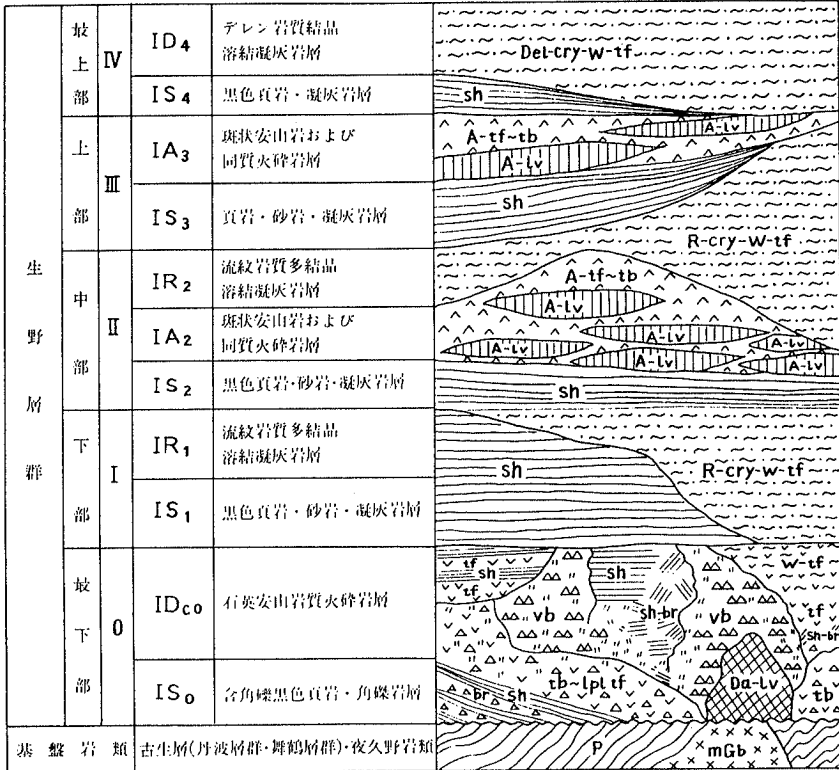 生野層群
最上部
IV
ID4
デレン岩質結晶
溶結凝灰岩層
IS4
黒色頁岩・凝灰岩層
上部
III
IA3
斑状安山岩および
同質火砕岩層
IS3
頁岩・砂岩・凝灰岩層
中部
II
IR2
流紋岩質多結晶
溶結凝灰岩層
IA2
斑状安山岩および
同質火砕岩層
IS2
黒色頁岩・砂岩・凝灰岩層
下部
I
IR1
流紋岩質多結晶
溶結凝灰岩層
IS1
黒色頁岩・砂岩・凝灰岩層
最下部
0
IDco
石英安山岩質火砕岩層
IS0
含角礫黒色頁岩・角礫岩層
基盤岩類
古生層(丹波層群・舞鶴層群)・夜久野岩類
Del-cry-w-tf
sh
A-lv
A-tf~tb
A-lv
sh
R-cry-w-tf
A-tf~tb
A-lv
A-lv
A-lv
A-lv
A-lv
A-lv
sh
sh
R-cry-w-tf
tf
sh
tf
sh
w-tf
vb
sh-br
vb
tf
sh-br
tb~lpl tf
Da-lv
tb
br
sh
P
mGb